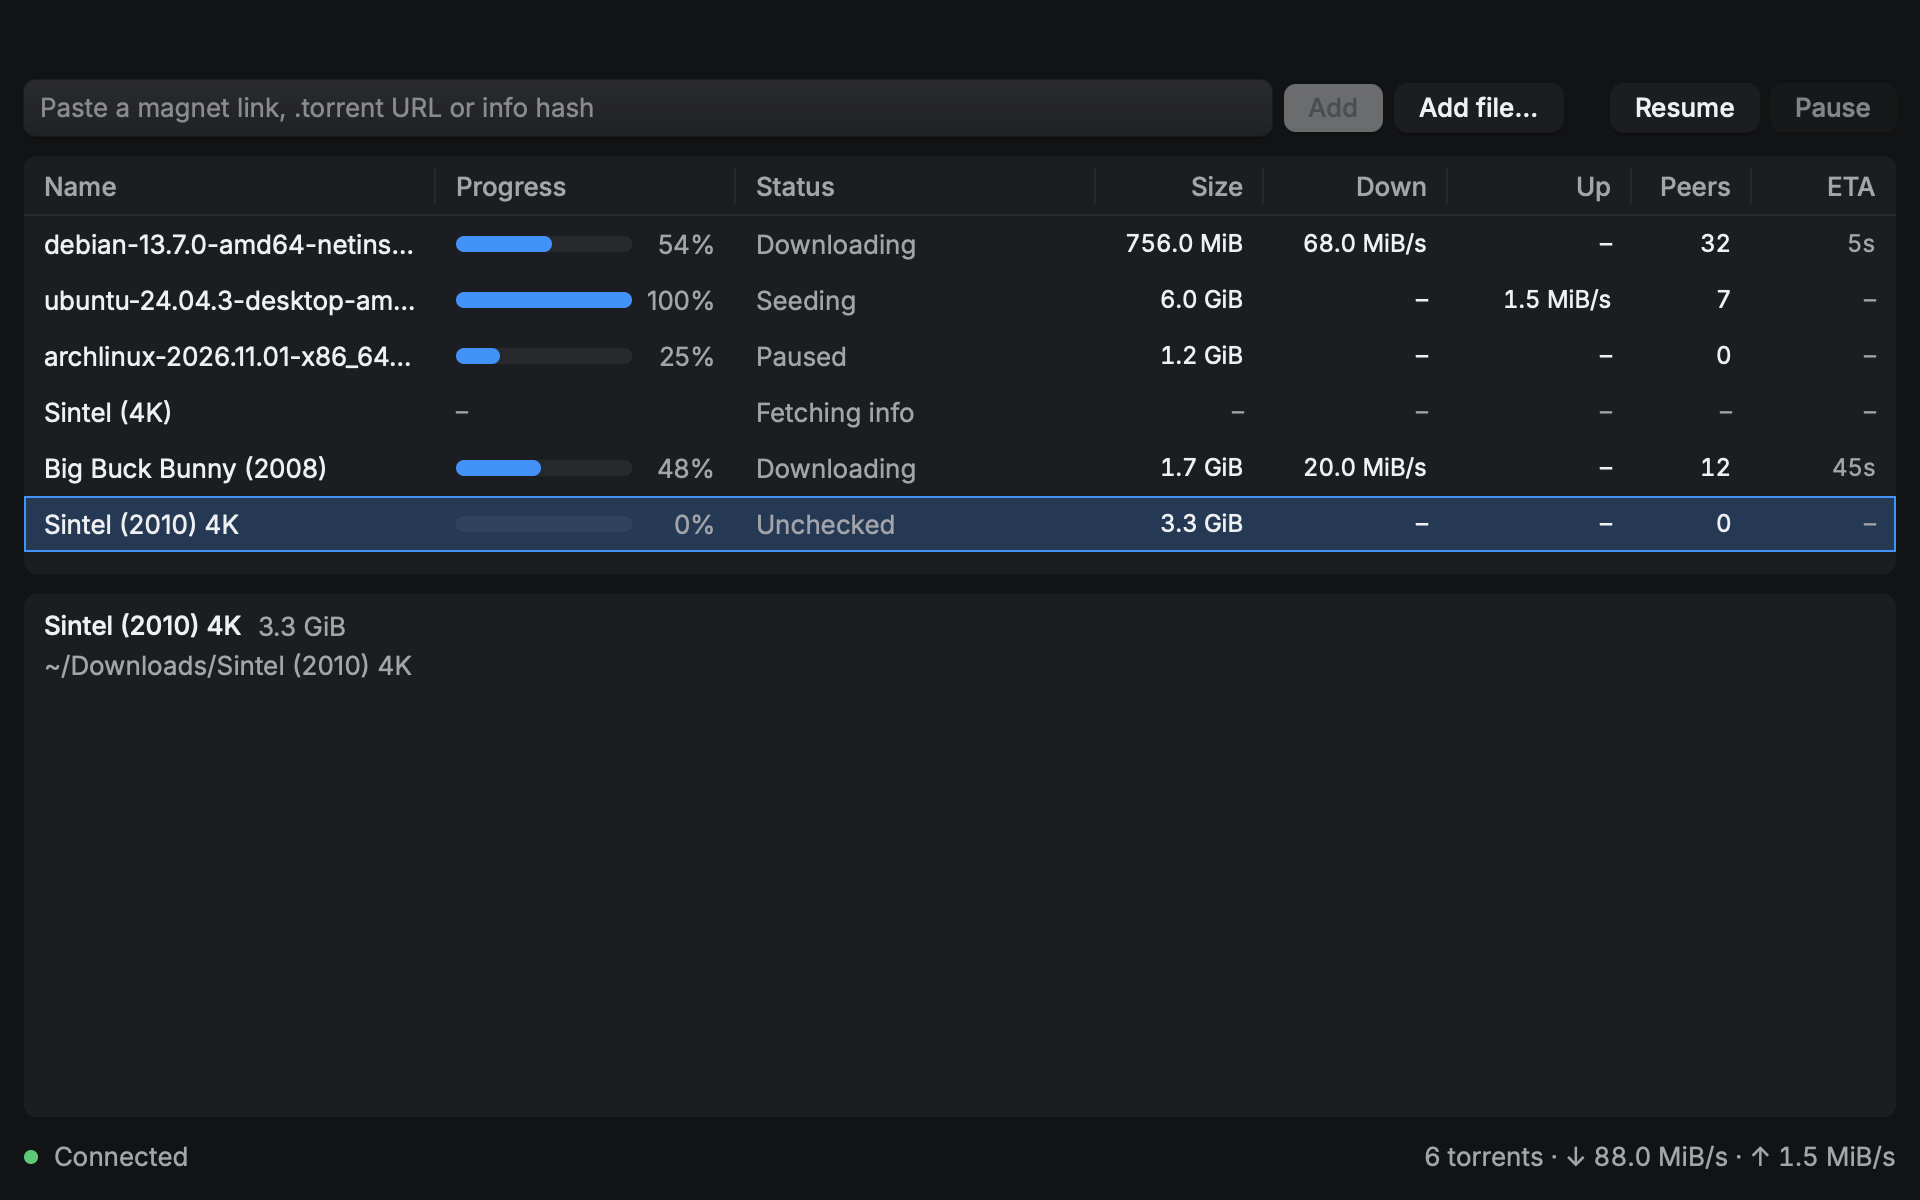 Paste a magnet link, .torrent URL or info hash Add Add file... Resume Pause
Name Progress Status Size Down Up Peers ETA
debian-13.7.0-amd64-netins... 54% Downloading 756.0 MiB 68.0 MiB/s – 32 5s
ubuntu-24.04.3-desktop-am... 100% Seeding 6.0 GiB – 1.5 MiB/s 7 –
archlinux-2026.11.01-x86_64... 25% Paused 1.2 GiB – – 0 –
Sintel (4K) – Fetching info – – – – –
Big Buck Bunny (2008) 48% Downloading 1.7 GiB 20.0 MiB/s – 12 45s
Sintel (2010) 4K 0% Unchecked 3.3 GiB – – 0 –
Sintel (2010) 4K 3.3 GiB
~/Downloads/Sintel (2010) 4K
Connected 6 torrents · ↓ 88.0 MiB/s · ↑ 1.5 MiB/s